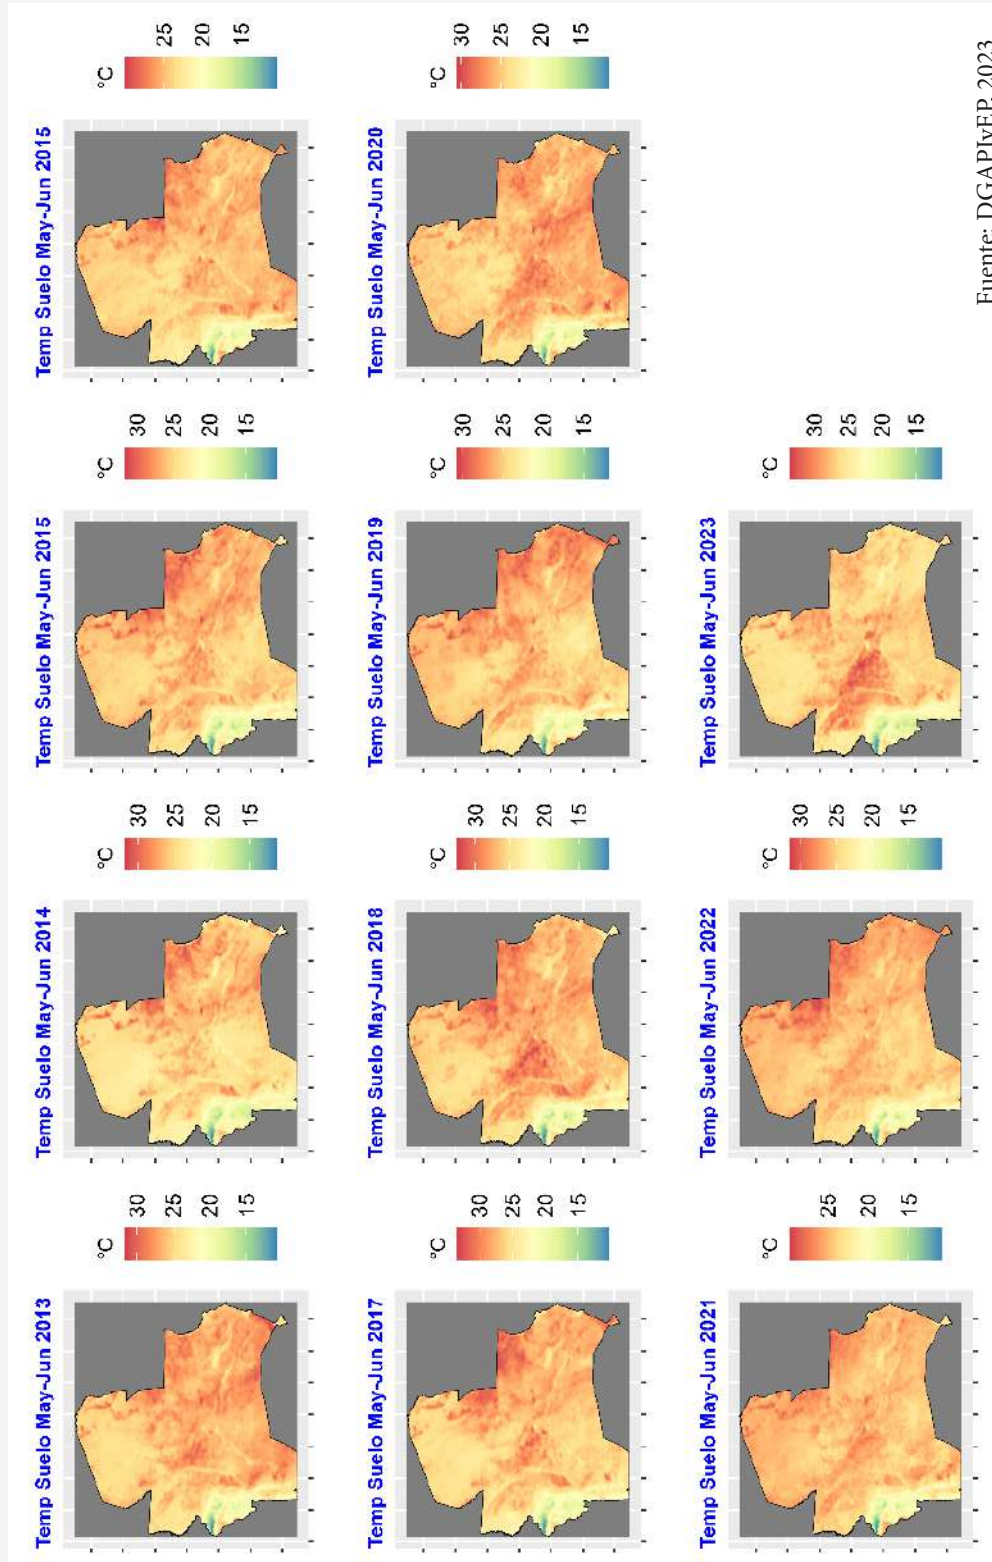 Temp Suelo May-Jun 2013
°C
30
25
20
15
Temp Suelo May-Jun 2014
°C
30
25
20
15
Temp Suelo May-Jun 2015
°C
30
25
20
15
Temp Suelo May-Jun 2015
°C
25
20
15
Temp Suelo May-Jun 2017
°C
30
25
20
15
Temp Suelo May-Jun 2018
°C
30
25
20
15
Temp Suelo May-Jun 2019
°C
30
25
20
15
Temp Suelo May-Jun 2020
°C
30
25
20
15
Temp Suelo May-Jun 2021
°C
25
20
15
Temp Suelo May-Jun 2022
°C
30
25
20
15
Temp Suelo May-Jun 2023
°C
30
25
20
15
Fuente: DGAPIyEP, 2023